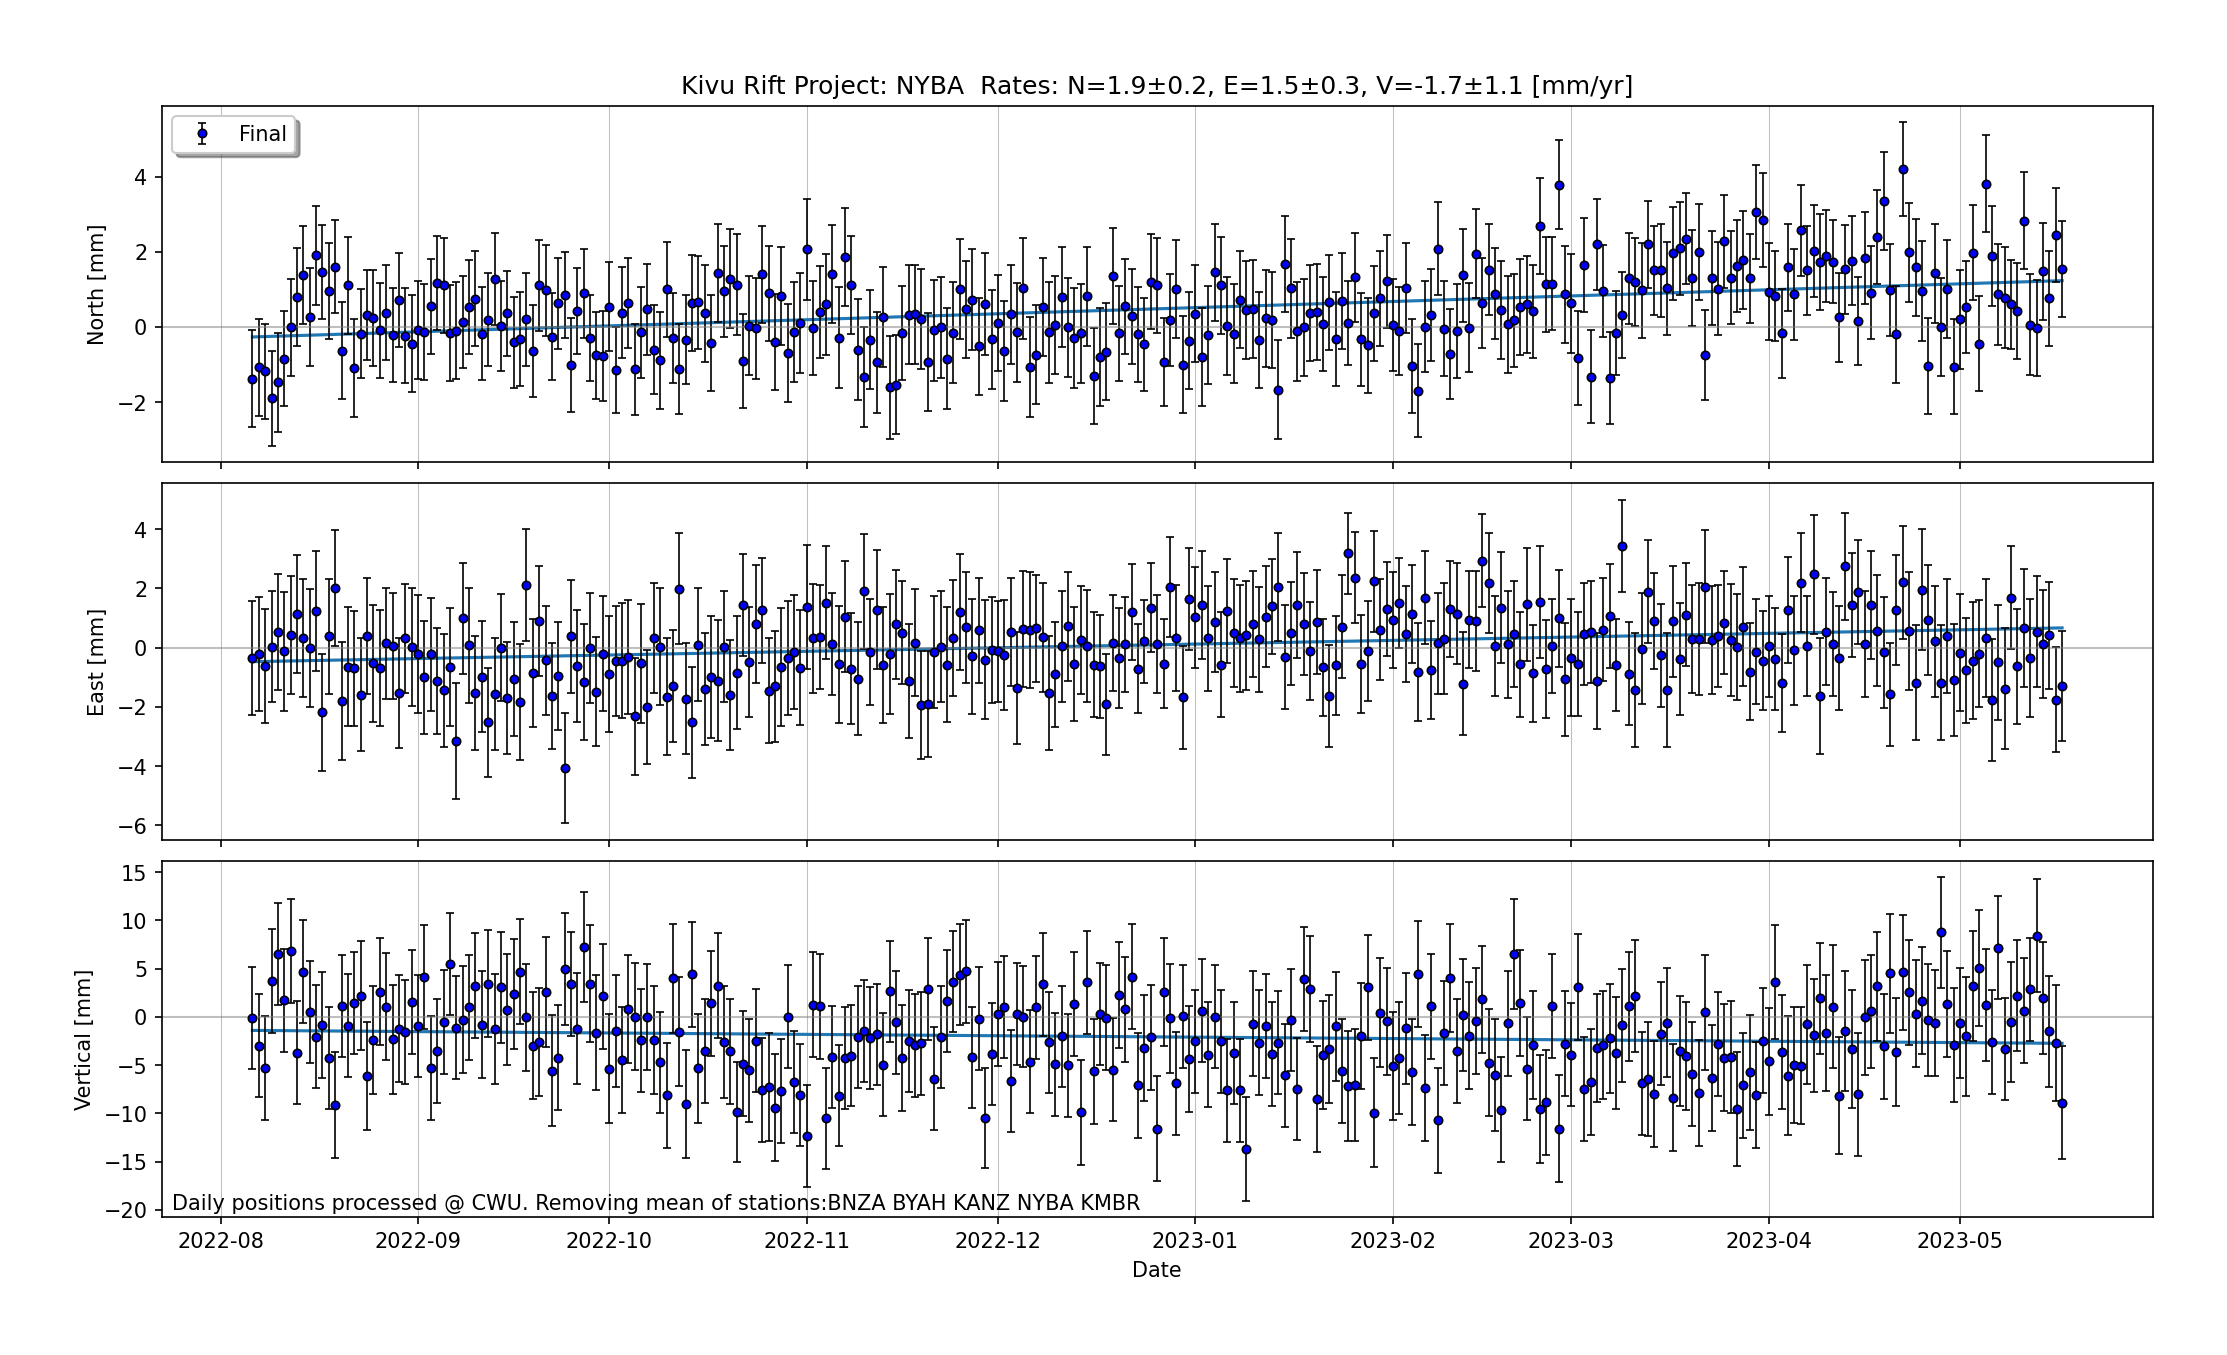 Kivu Rift Project: NYBA  Rates: N=1.9±0.2, E=1.5±0.3, V=-1.7±1.1 [mm/yr]
Final
North [mm]
4
2
0
−2
East [mm]
4
2
0
−2
−4
−6
Vertical [mm]
15
10
5
0
−5
−10
−15
−20
Daily positions processed @ CWU. Removing mean of stations:BNZA BYAH KANZ NYBA KMBR
2022-08 2022-09 2022-10 2022-11 2022-12 2023-01 2023-02 2023-03 2023-04 2023-05
Date